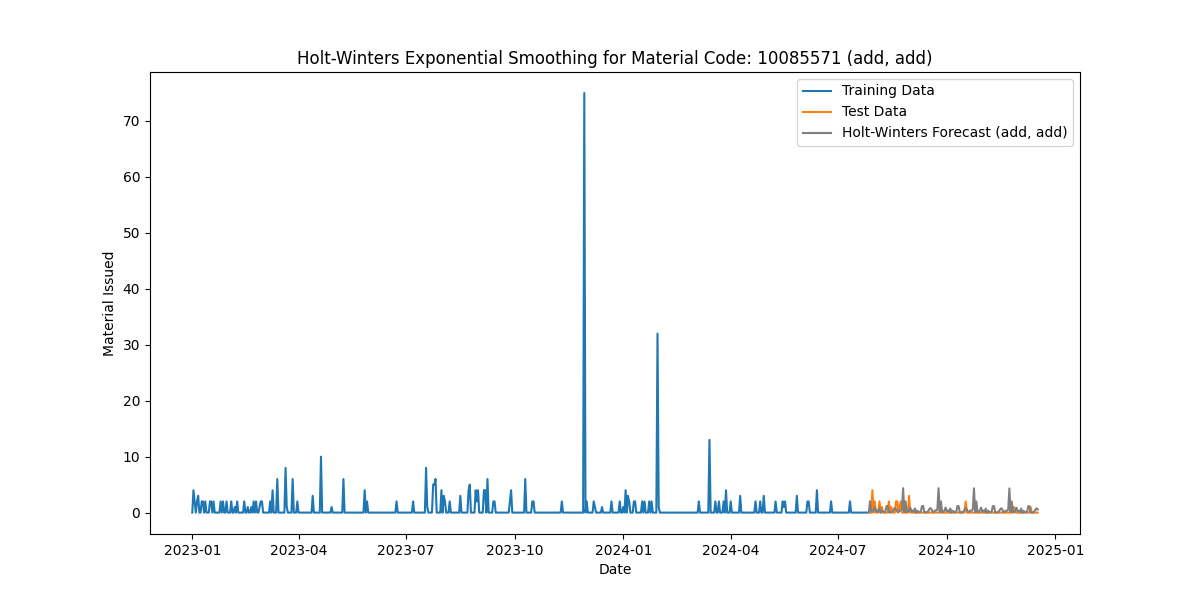 Holt-Winters Exponential Smoothing for Material Code: 10085571 (add, add)
Training Data
Test Data
Holt-Winters Forecast (add, add)
Material Issued
70
60
50
40
30
20
10
0
2023-01
2023-04
2023-07
2023-10
2024-01
2024-04
2024-07
2024-10
2025-01
Date